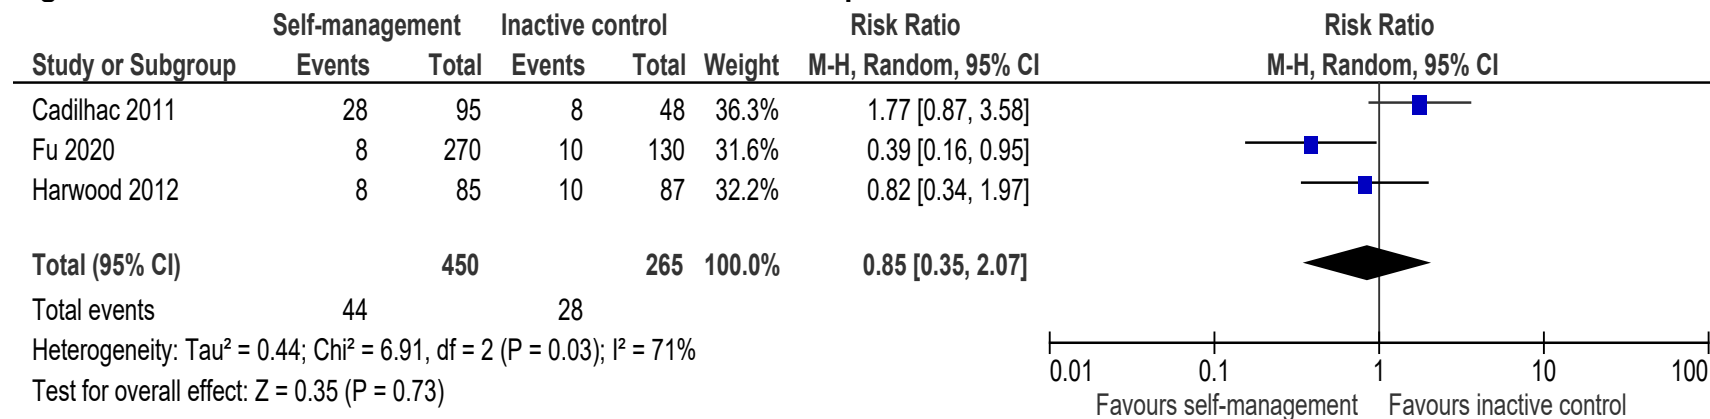 Self-management Inactive control Risk Ratio Risk Ratio
Study or Subgroup Events Total Events Total Weight M-H, Random, 95% CI M-H, Random, 95% CI
Cadilhac 2011 28 95 8 48 36.3% 1.77 [0.87, 3.58]
Fu 2020 8 270 10 130 31.6% 0.39 [0.16, 0.95]
Harwood 2012 8 85 10 87 32.2% 0.82 [0.34, 1.97]
Total (95% CI) 450 265 100.0% 0.85 [0.35, 2.07]
Total events 44 28
Heterogeneity: Tau² = 0.44; Chi² = 6.91, df = 2 (P = 0.03); I² = 71%
Test for overall effect: Z = 0.35 (P = 0.73)
0.01 0.1 1 10 100
Favours self-management Favours inactive control